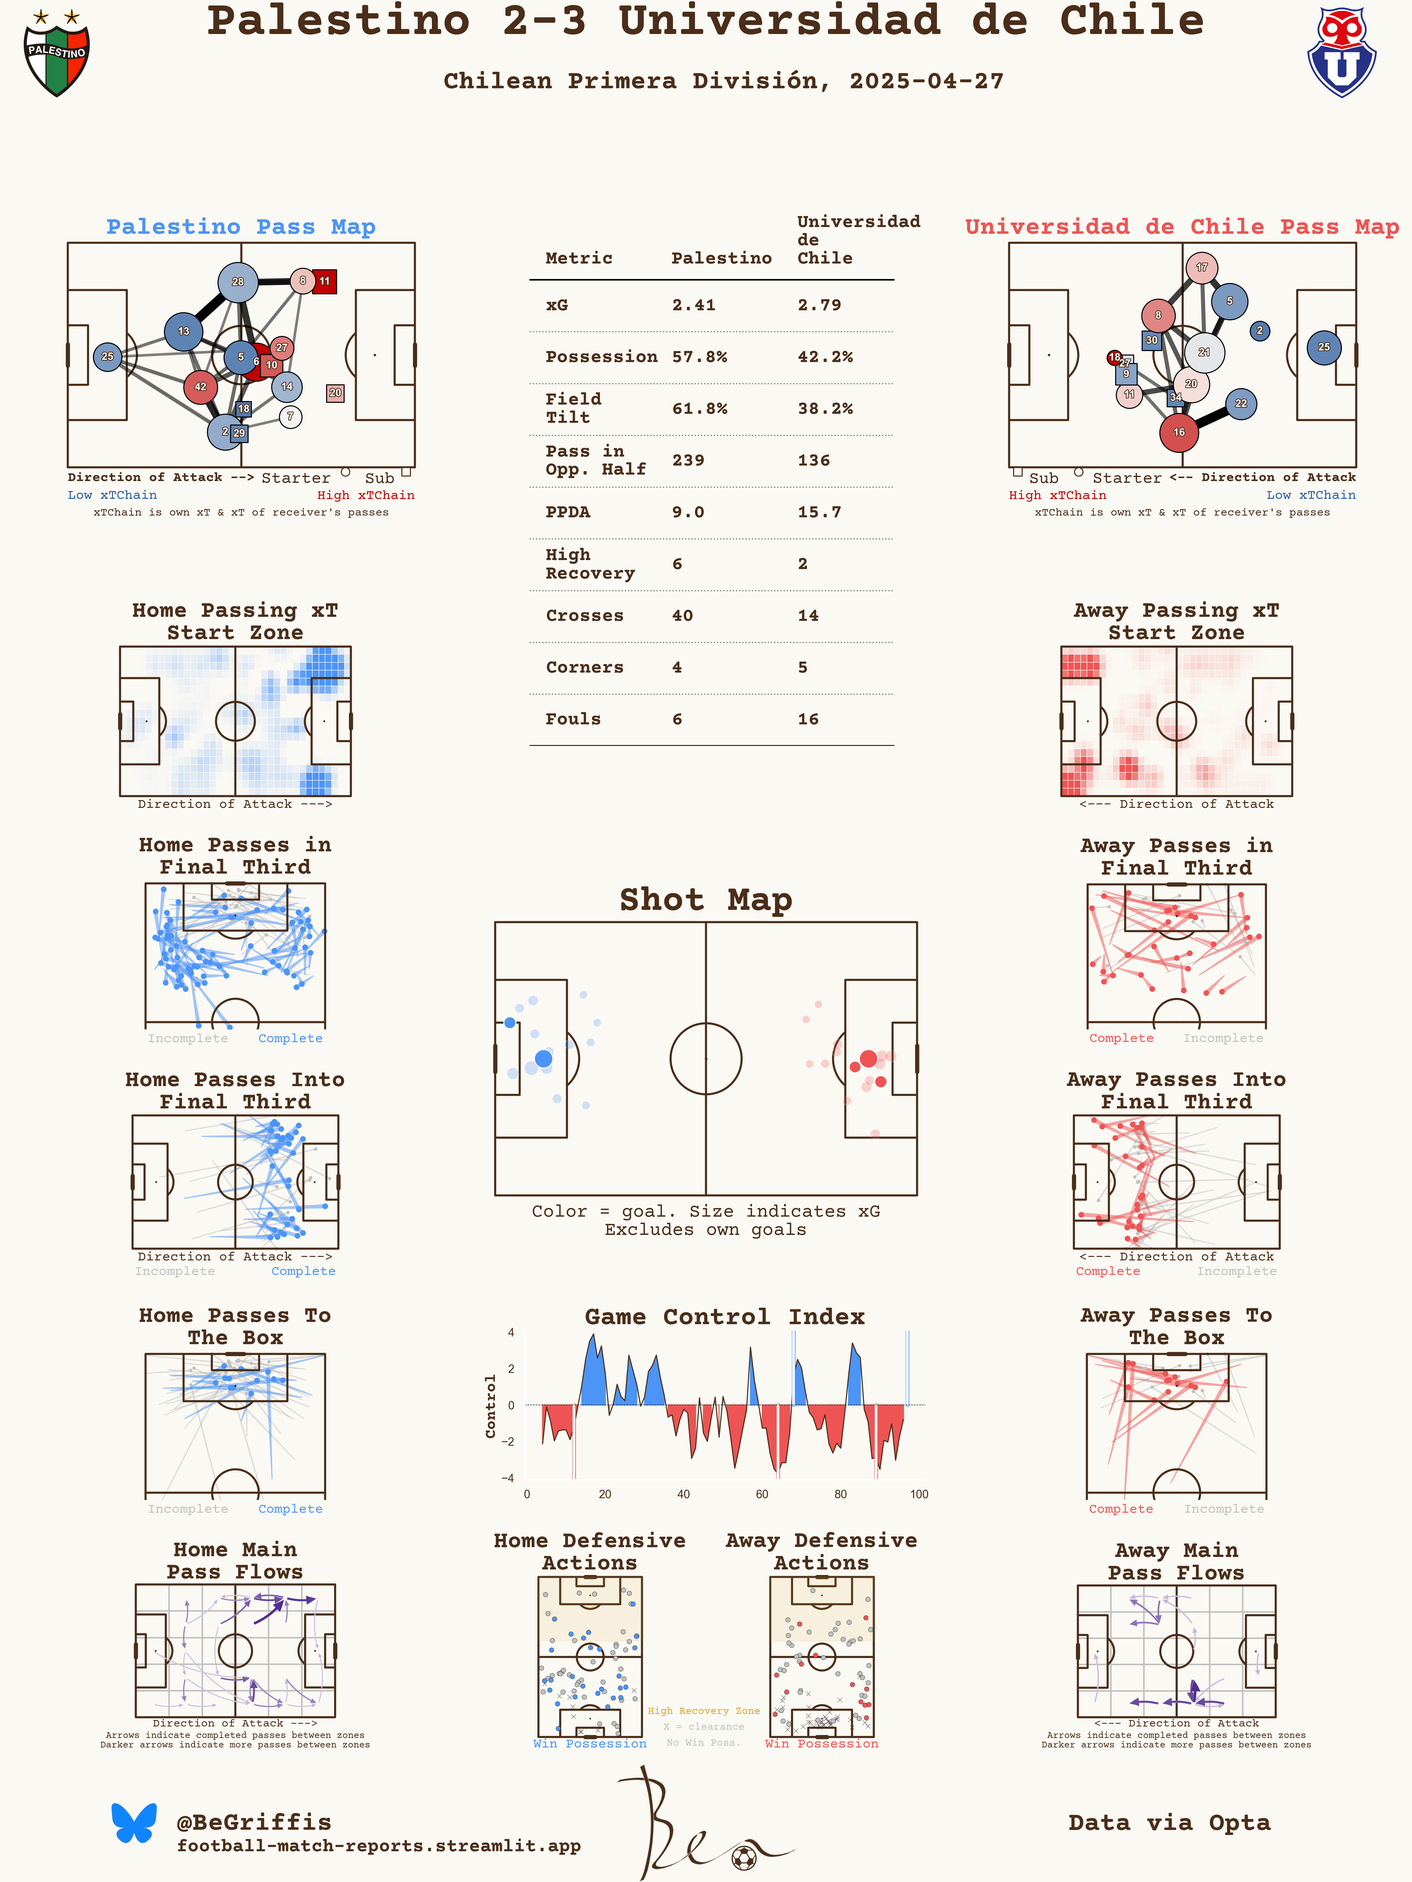 Palestino 2-3 Universidad de Chile
Chilean Primera División, 2025-04-27
PALESTINO
U
Palestino Pass Map
28
8
11
13
25
5
6
27
10
42
14
20
18
7
2
29
Direction of Attack --> Starter Sub
Low xTChain High xTChain
xTChain is own xT & xT of receiver's passes
Metric Palestino Universidad de Chile
xG 2.41 2.79
Possession 57.8% 42.2%
Field Tilt 61.8% 38.2%
Pass in Opp. Half 239 136
PPDA 9.0 15.7
High Recovery 6 2
Crosses 40 14
Corners 4 5
Fouls 6 16
Universidad de Chile Pass Map
17
5
8
2
30
21
25
18
27
9
20
11
34
22
16
Sub Starter <-- Direction of Attack
High xTChain Low xTChain
xTChain is own xT & xT of receiver's passes
Home Passing xT
Start Zone
Direction of Attack --->
Away Passing xT
Start Zone
<--- Direction of Attack
Home Passes in
Final Third
Incomplete Complete
Away Passes in
Final Third
Complete Incomplete
Shot Map
Color = goal. Size indicates xG
Excludes own goals
Home Passes Into
Final Third
Direction of Attack --->
Incomplete Complete
Away Passes Into
Final Third
<--- Direction of Attack
Complete Incomplete
Home Passes To
The Box
Incomplete Complete
Game Control Index
Control
4
2
0
−2
−4
0 20 40 60 80 100
Away Passes To
The Box
Complete Incomplete
Home Main
Pass Flows
Direction of Attack --->
Arrows indicate completed passes between zones
Darker arrows indicate more passes between zones
Home Defensive
Actions
Win Possession
High Recovery Zone
X = clearance
No Win Poss.
Away Defensive
Actions
Win Possession
Away Main
Pass Flows
<--- Direction of Attack
Arrows indicate completed passes between zones
Darker arrows indicate more passes between zones
@BeGriffis
football-match-reports.streamlit.app
Ben
Data via Opta